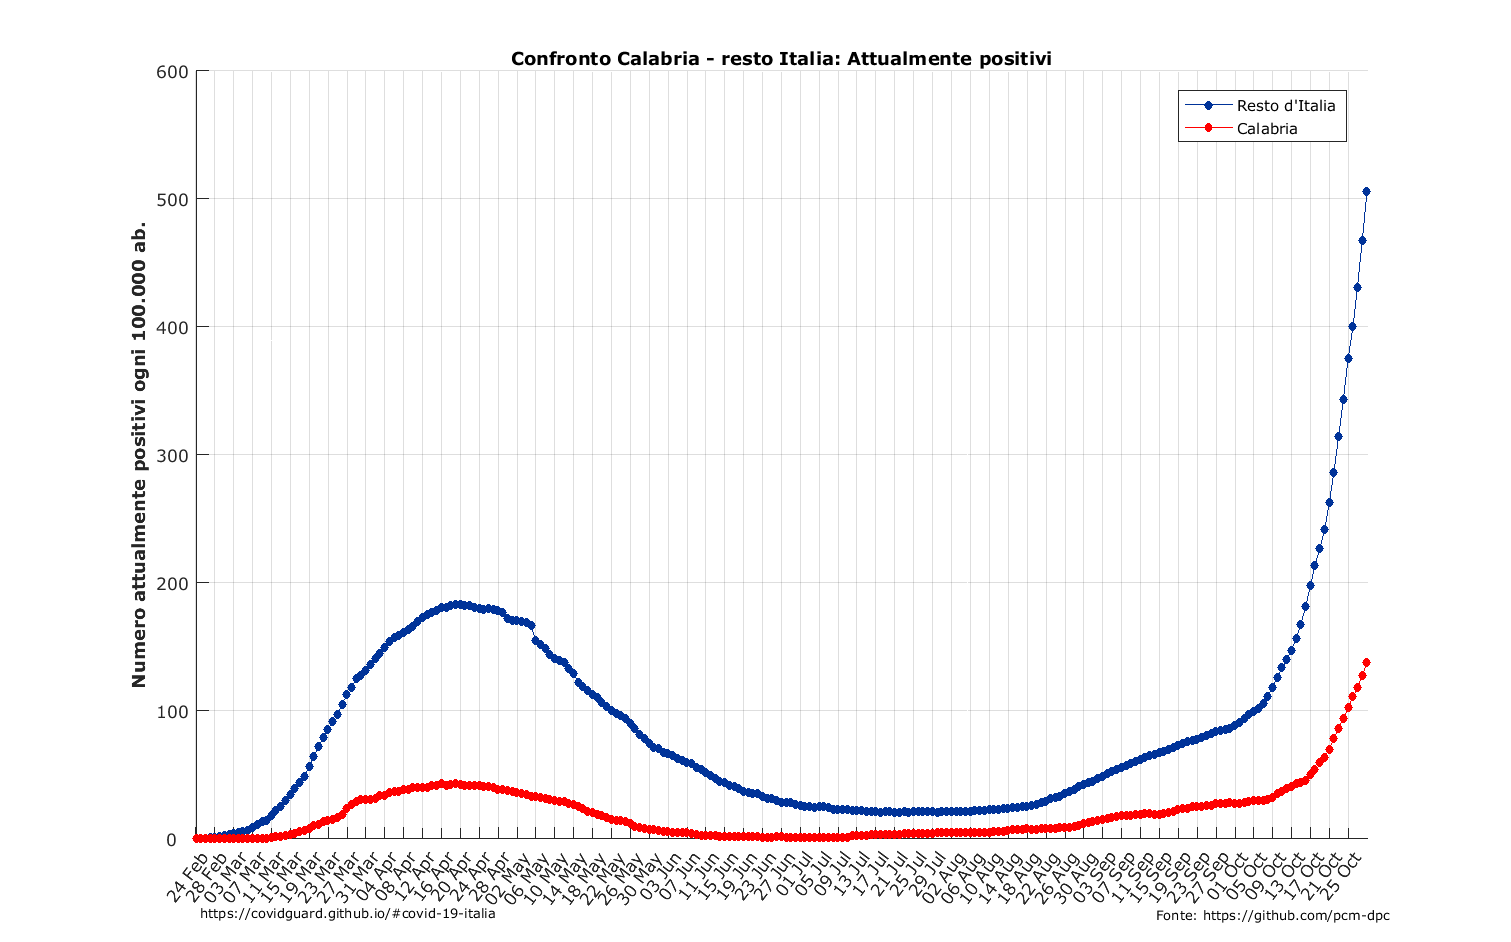 Confronto Calabria - resto Italia: Attualmente positivi
Resto d'Italia
Calabria
Numero attualmente positivi ogni 100.000 ab.
600
500
400
300
200
100
0
24 Feb
28 Feb
03 Mar
07 Mar
11 Mar
15 Mar
19 Mar
23 Mar
27 Mar
31 Mar
04 Apr
08 Apr
12 Apr
16 Apr
20 Apr
24 Apr
28 Apr
02 May
06 May
10 May
14 May
18 May
22 May
26 May
30 May
03 Jun
07 Jun
11 Jun
15 Jun
19 Jun
23 Jun
27 Jun
01 Jul
05 Jul
09 Jul
13 Jul
17 Jul
21 Jul
25 Jul
29 Jul
02 Aug
06 Aug
10 Aug
14 Aug
18 Aug
22 Aug
26 Aug
30 Aug
03 Sep
07 Sep
11 Sep
15 Sep
19 Sep
23 Sep
27 Sep
01 Oct
05 Oct
09 Oct
13 Oct
17 Oct
21 Oct
25 Oct
https://covidguard.github.io/#covid-19-italia
Fonte: https://github.com/pcm-dpc